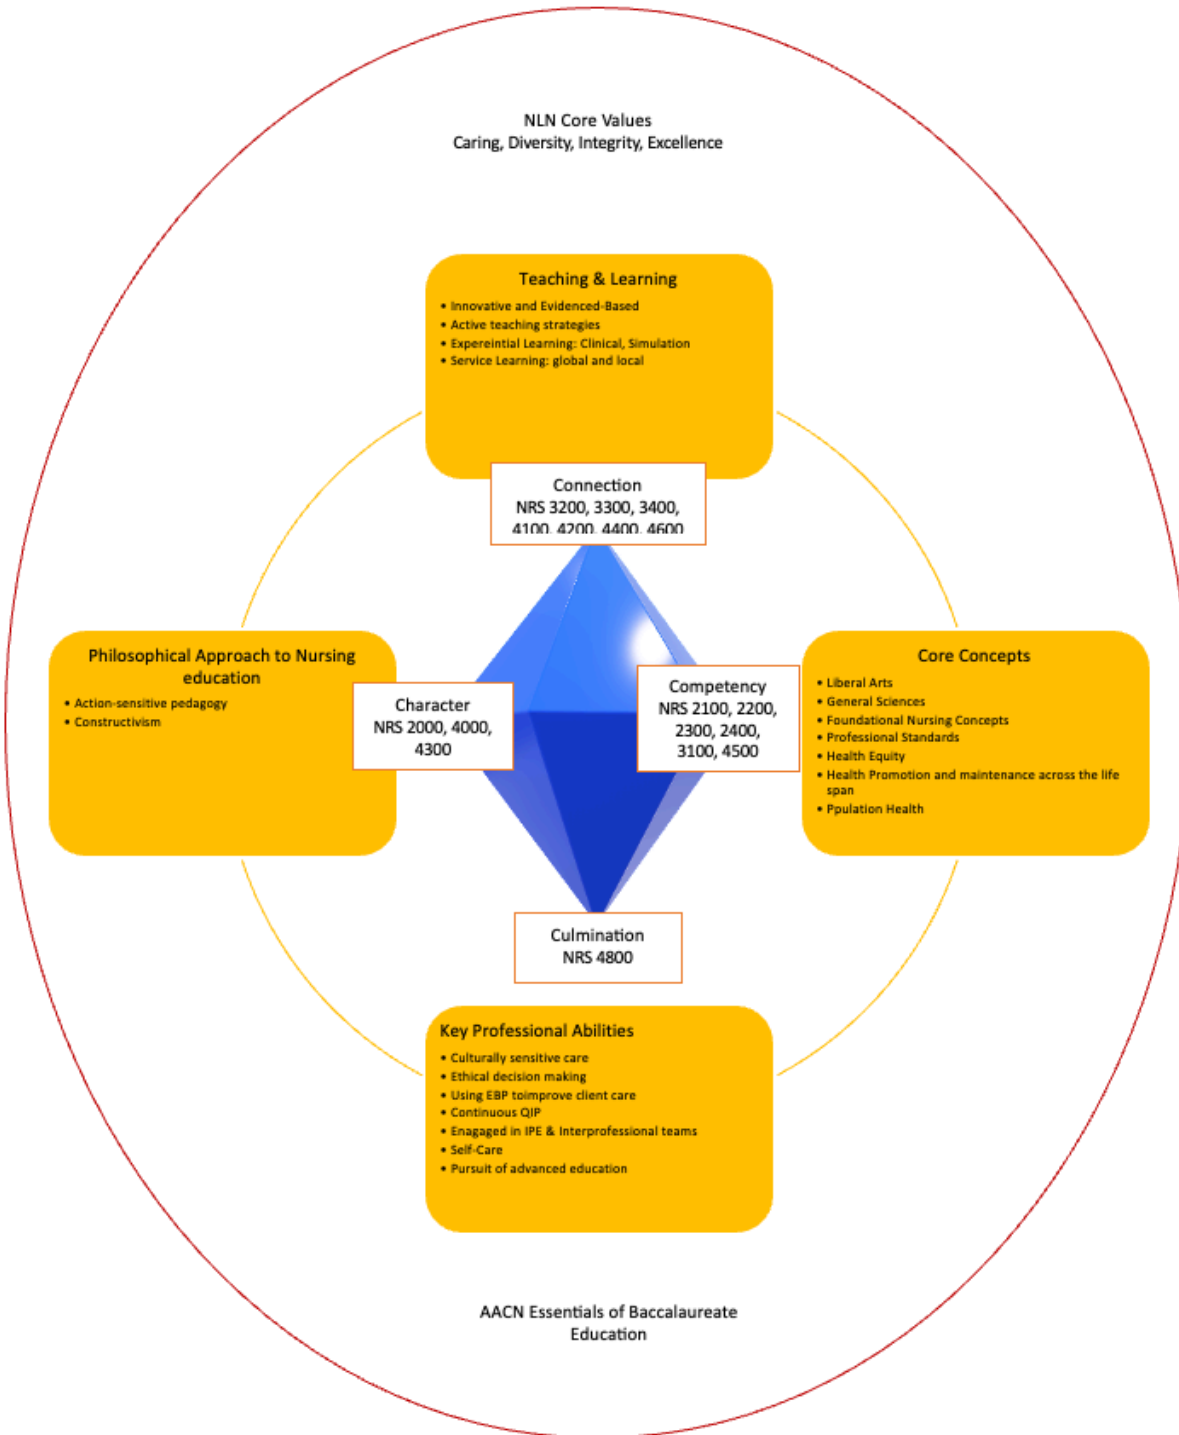 NLN Core Values
Caring, Diversity, Integrity, Excellence
Teaching & Learning
• Innovative and Evidenced-Based
• Active teaching strategies
• Expereintial Learning: Clinical, Simulation
• Service Learning: global and local
Connection
NRS 3200, 3300, 3400,
4100, 4200, 4400, 4600
Philosophical Approach to Nursing
education
• Action-sensitive pedagogy
• Constructivism
Character
NRS 2000, 4000,
4300
Competency
NRS 2100, 2200,
2300, 2400,
3100, 4500
Core Concepts
• Liberal Arts
• General Sciences
• Foundational Nursing Concepts
• Professional Standards
• Health Equity
• Health Promotion and maintenance across the life
span
• Ppulation Health
Culmination
NRS 4800
Key Professional Abilities
• Culturally sensitive care
• Ethical decision making
• Using EBP toimprove client care
• Continuous QIP
• Enagaged in IPE & Interprofessional teams
• Self-Care
• Pursuit of advanced education
AACN Essentials of Baccalaureate
Education